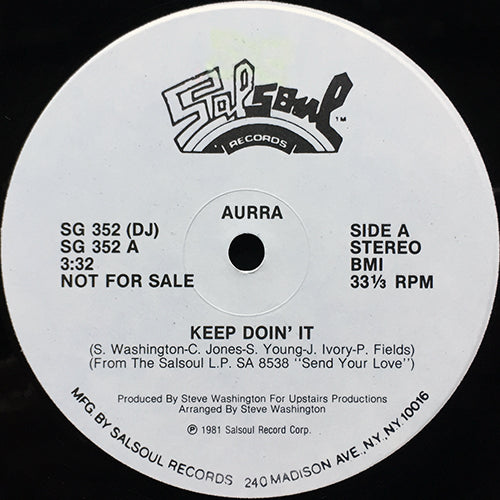 Salsoul
TM
RECORDS
AURRA
SG 352 (DJ)
SG 352 A
3:32
NOT FOR SALE
SIDE A
STEREO
BMI
33⅓ RPM
KEEP DOIN' IT
(S. Washington-C. Jones-S. Young-J. Ivory-P. Fields)
(From The Salsoul L.P. SA 8538 "Send Your Love")
Produced By Steve Washington For Upstairs Productions
Arranged By Steve Washington
℗ 1981 Salsoul Record Corp.
MFG. BY SALSOUL RECORDS 240 MADISON AVE., NY, NY 10016